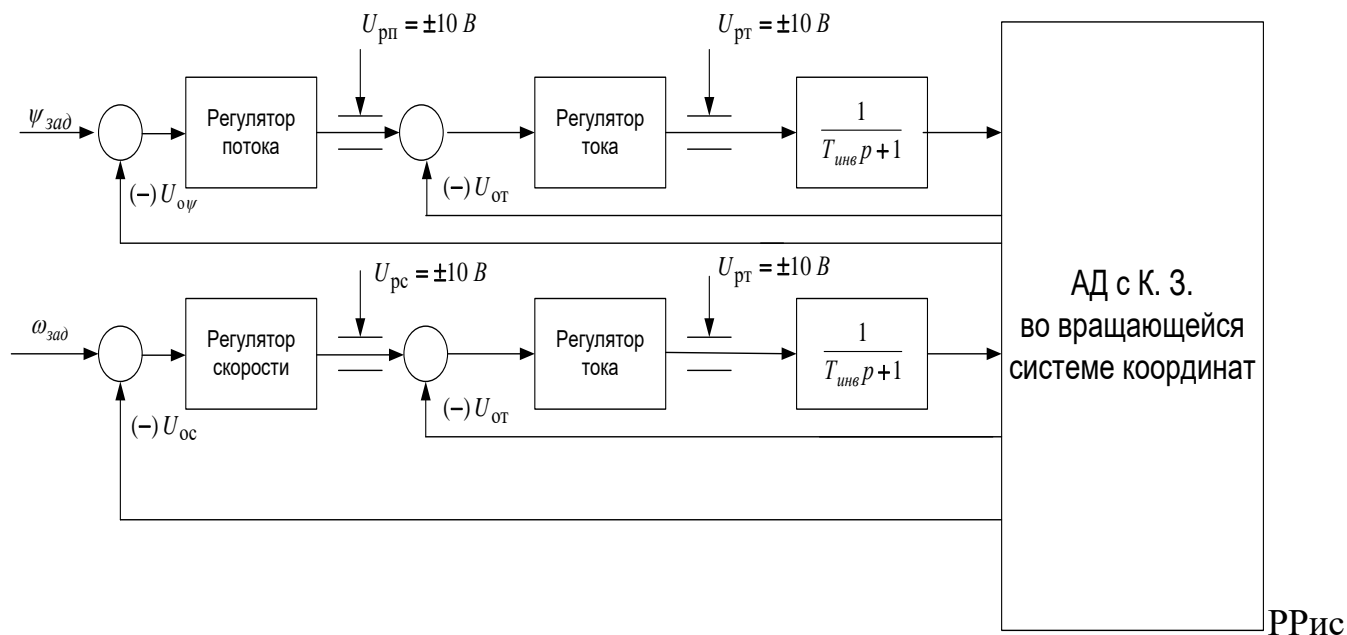 U_рп = ±10 В
U_рт = ±10 В
ψ_зад
Регулятор
потока
Регулятор
тока
1
T_инв p + 1
(−) U_оψ
(−) U_от
U_рс = ±10 В
U_рт = ±10 В
ω_зад
Регулятор
скорости
Регулятор
тока
1
T_инв p + 1
(−) U_ос
(−) U_от
АД с К. З.
во вращающейся
системе координат
РРис